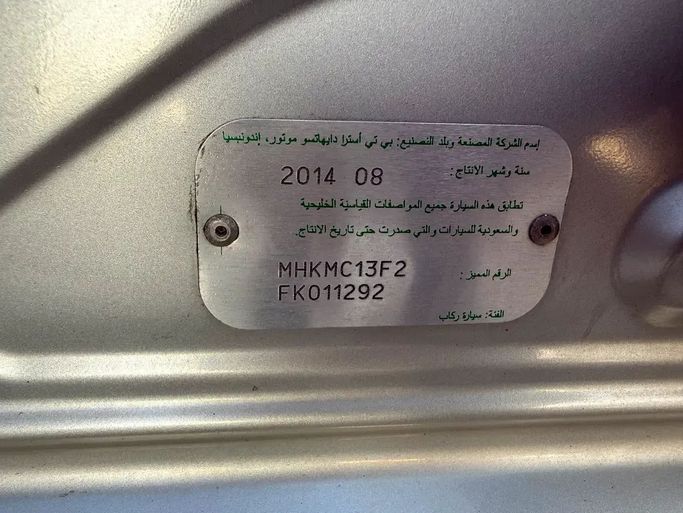 إسم الشركة المصنعة وبلد التصنيع: بي تي أسترا دايهاتسو موتور، إندونيسيا
سنة وشهر الانتاج: 2014 08
تطابق هذه السيارة جميع المواصفات القياسية الخليجية
والسعودية للسيارات والتي صدرت حتى تاريخ الانتاج.
الرقم المميز: MHKMC13F2
FK011292
الفئة: سيارة ركاب